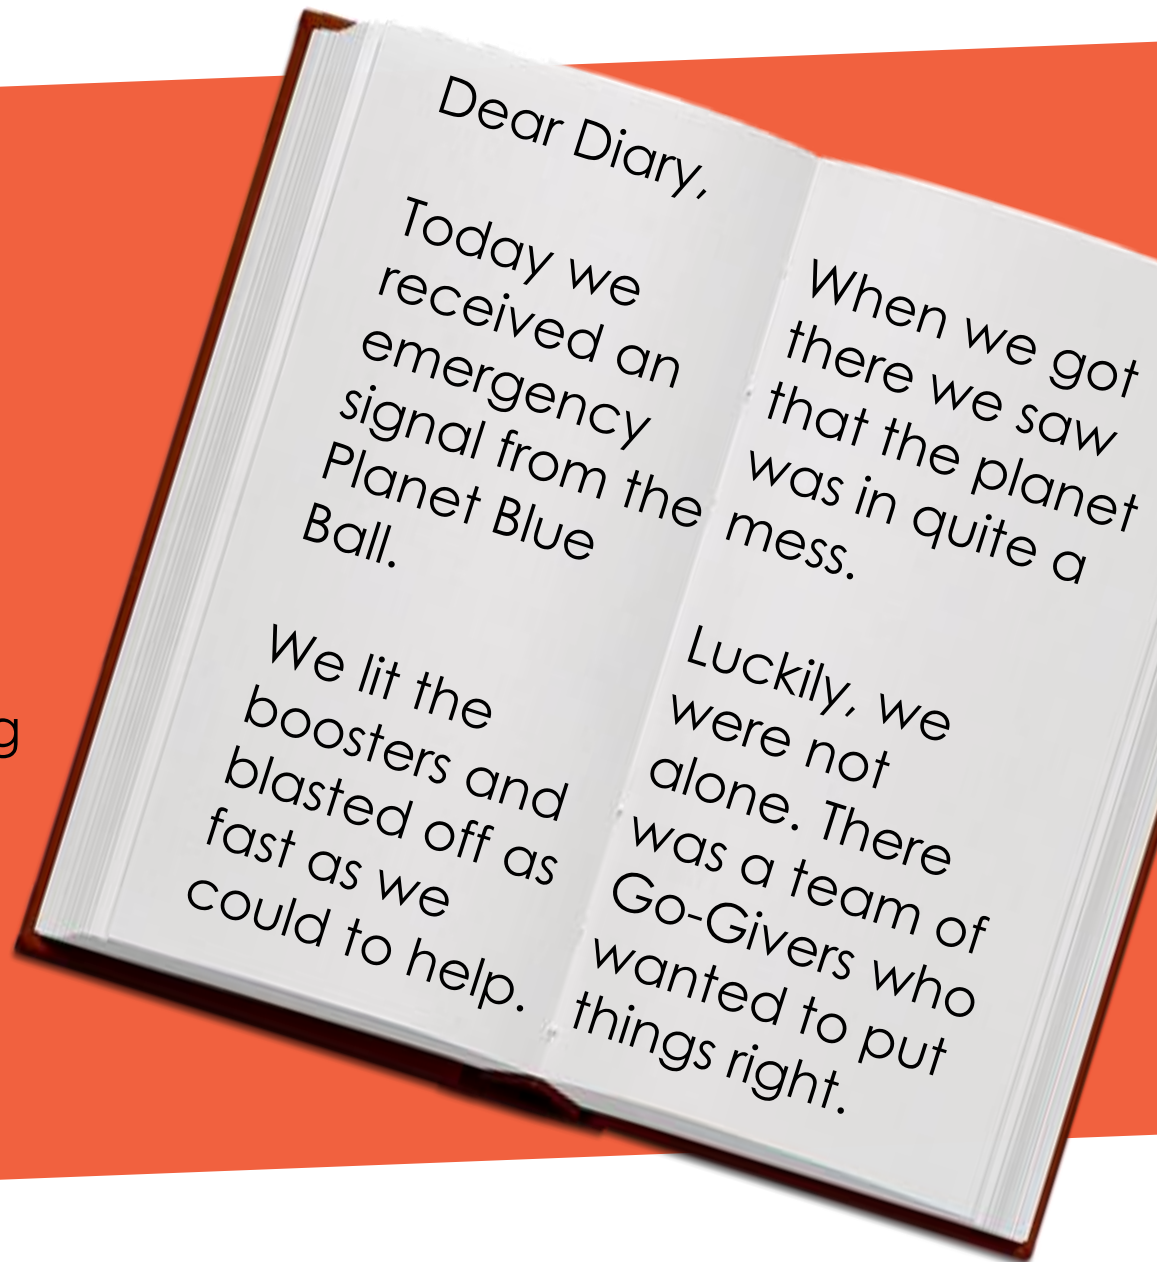 Dear Diary,
Today we
received an
emergency
signal from the
Planet Blue
Ball.
We lit the
boosters and
blasted off as
fast as we
could to help.
When we got
there we saw
that the planet
was in quite a
mess.
Luckily, we
were not
alone. There
was a team of
Go-Givers who
wanted to put
things right.